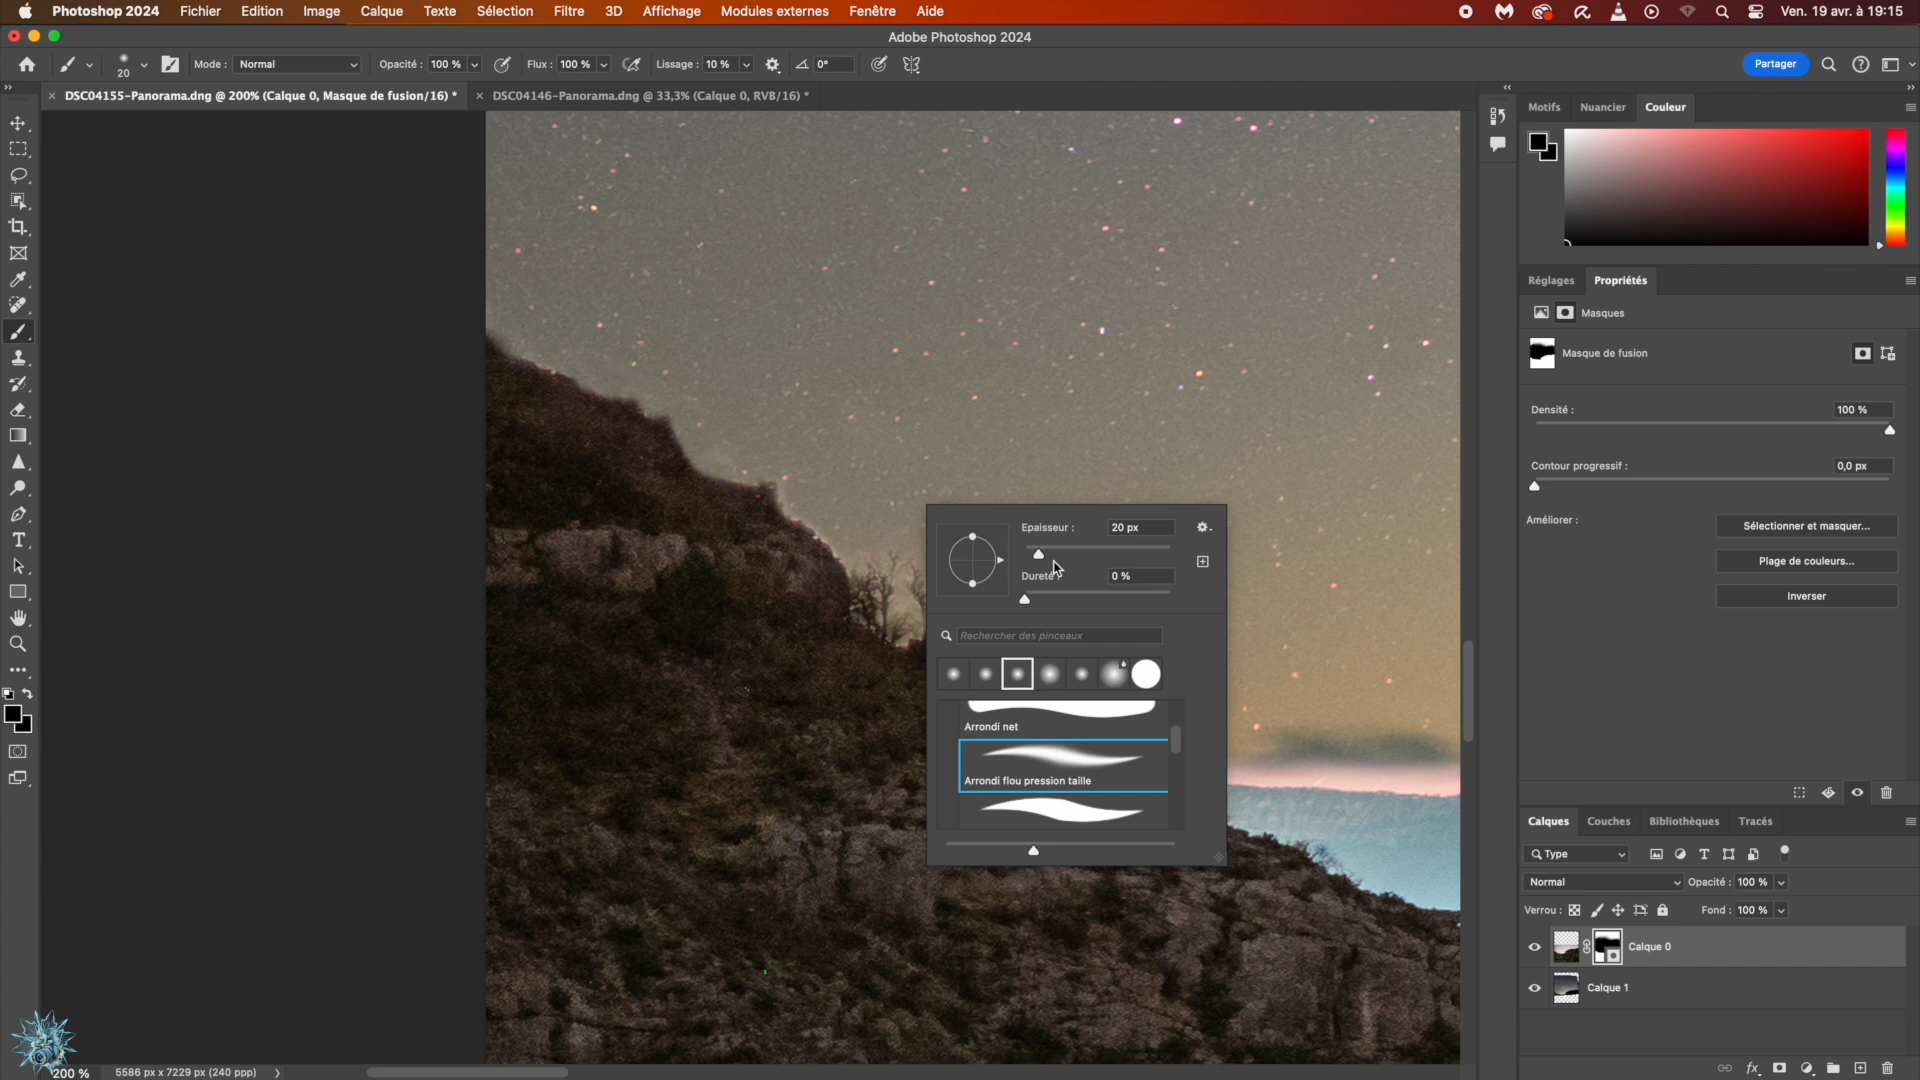 Photoshop 2024 Fichier Edition Image Calque Texte Sélection Filtre 3D Affichage Modules externes Fenêtre Aide Ven. 19 avr. à 19:15
Adobe Photoshop 2024
20 Mode : Normal Opacité : 100 % Flux : 100 % Lissage : 10 % 0° Partager
DSC04155-Panorama.dng @ 200% (Calque 0, Masque de fusion/16) * DSC04146-Panorama.dng @ 33,3% (Calque 0, RVB/16) *
Motifs Nuancier Couleur
Réglages Propriétés
Masques
Masque de fusion
Densité : 100 %
Contour progressif : 0,0 px
Améliorer : Sélectionner et masquer...
Plage de couleurs...
Inverser
Epaisseur : 20 px
Dureté : 0 %
Rechercher des pinceaux
Arrondi net
Arrondi flou pression taille
Calques Couches Bibliothèques Tracés
Type
Normal Opacité : 100 %
Verrou : Fond : 100 %
Calque 0
Calque 1
200 % 5586 px x 7229 px (240 ppp)